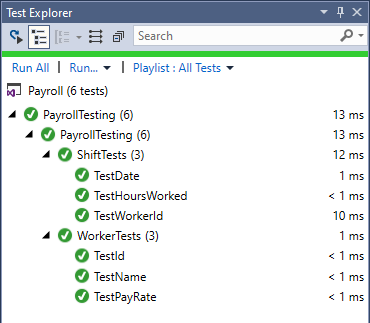 Test Explorer
Search
Run All | Run... | Playlist : All Tests
Payroll (6 tests)
PayrollTesting (6) 13 ms
PayrollTesting (6) 13 ms
ShiftTests (3) 12 ms
TestDate 1 ms
TestHoursWorked < 1 ms
TestWorkerId 10 ms
WorkerTests (3) 1 ms
TestId < 1 ms
TestName < 1 ms
TestPayRate < 1 ms